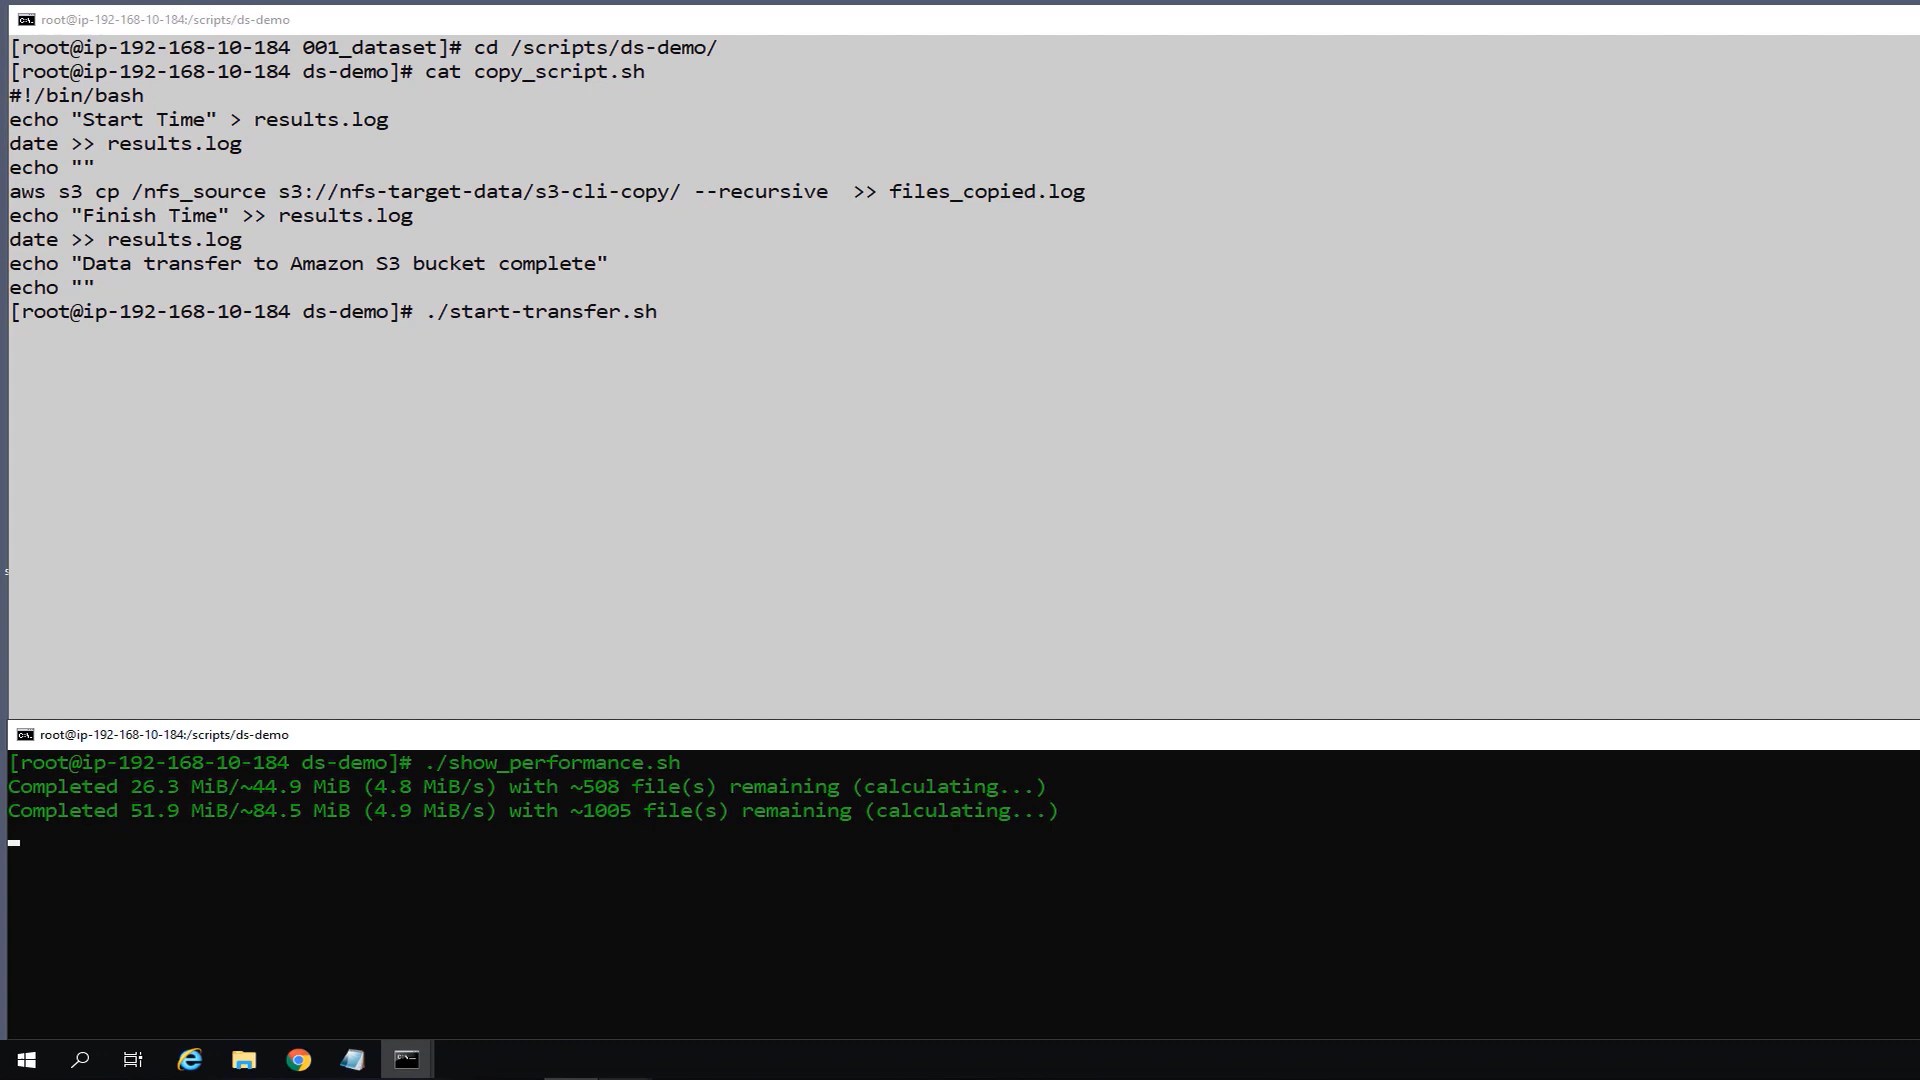 root@ip-192-168-10-184:/scripts/ds-demo
[root@ip-192-168-10-184 001_dataset]# cd /scripts/ds-demo/
[root@ip-192-168-10-184 ds-demo]# cat copy_script.sh
#!/bin/bash
echo "Start Time" > results.log
date >> results.log
echo ""
aws s3 cp /nfs_source s3://nfs-target-data/s3-cli-copy/ --recursive  >> files_copied.log
echo "Finish Time" >> results.log
date >> results.log
echo "Data transfer to Amazon S3 bucket complete"
echo ""
[root@ip-192-168-10-184 ds-demo]# ./start-transfer.sh
s
root@ip-192-168-10-184:/scripts/ds-demo
[root@ip-192-168-10-184 ds-demo]# ./show_performance.sh
Completed 26.3 MiB/~44.9 MiB (4.8 MiB/s) with ~508 file(s) remaining (calculating...)
Completed 51.9 MiB/~84.5 MiB (4.9 MiB/s) with ~1005 file(s) remaining (calculating...)